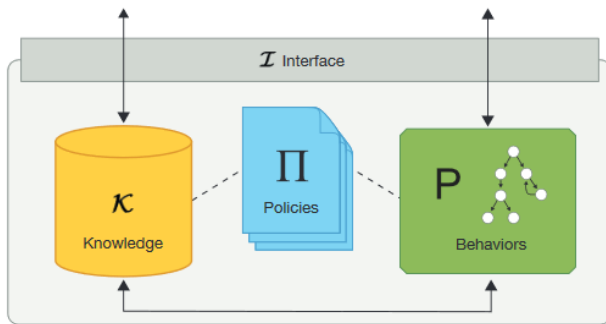 𝓘 Interface
Π
Policies
𝓚
Knowledge
P
Behaviors